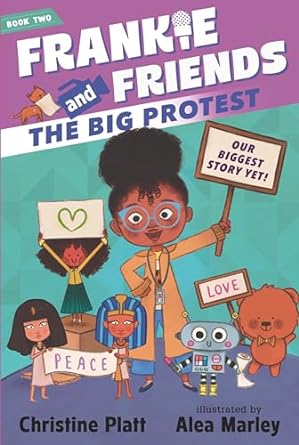 BOOK TWO
FRANKIE
and
FRIENDS
THE BIG PROTEST
OUR
BIGGEST
STORY YET!
LOVE
PEACE
Christine Platt
illustrated by
Alea Marley